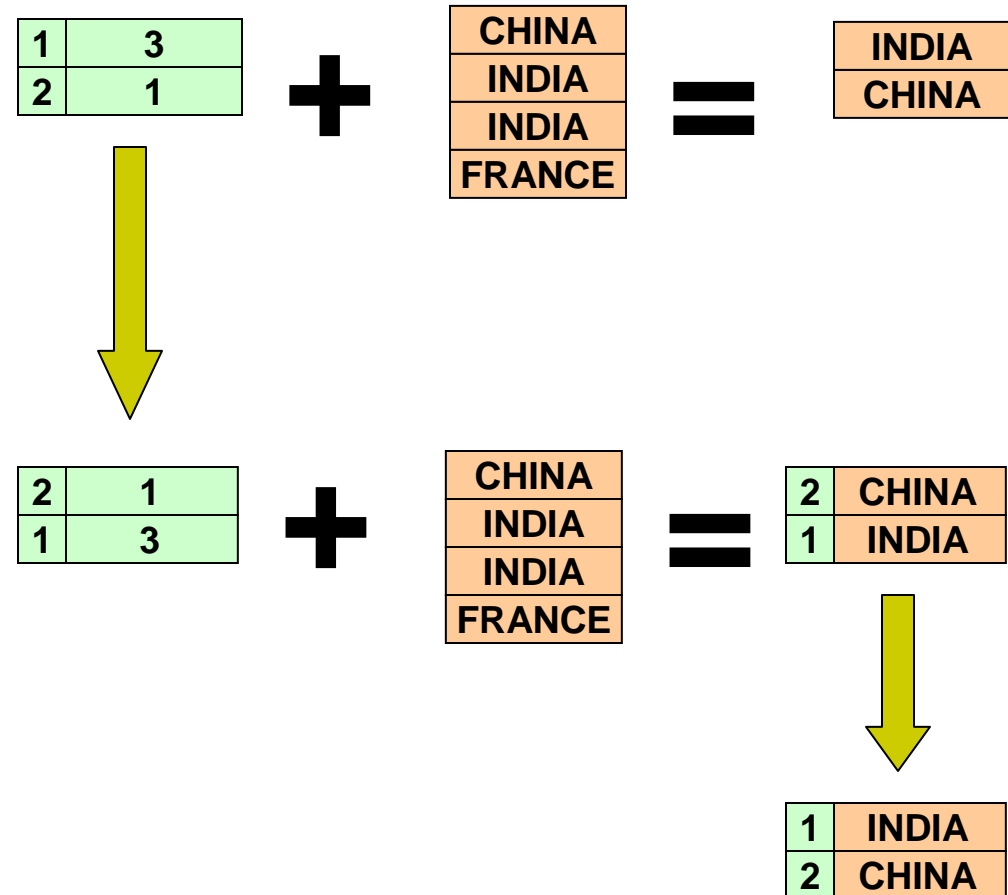 1 3
2 1
+
CHINA
INDIA
INDIA
FRANCE
=
INDIA
CHINA
2 1
1 3
+
CHINA
INDIA
INDIA
FRANCE
=
2 CHINA
1 INDIA
1 INDIA
2 CHINA